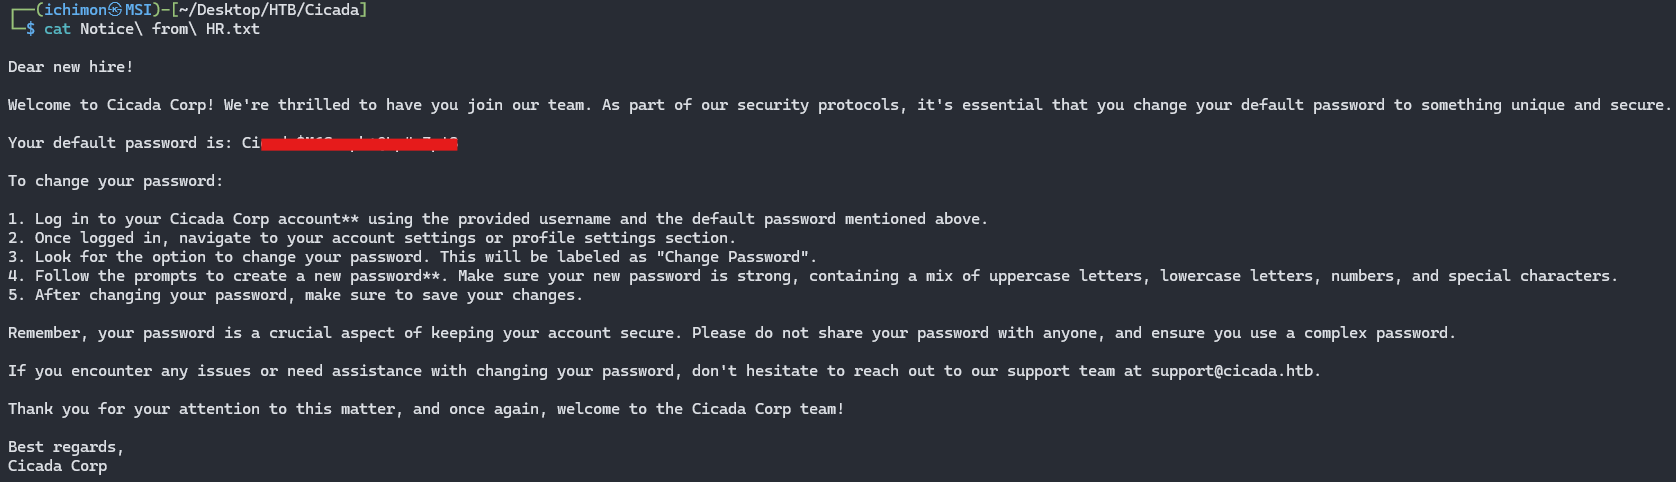 ┌──(ichimon㉿MSI)-[~/Desktop/HTB/Cicada]
└─$ cat Notice\ from\ HR.txt
Dear new hire!
Welcome to Cicada Corp! We're thrilled to have you join our team. As part of our security protocols, it's essential that you change your default password to something unique and secure.
Your default password is: Ci
To change your password:
1. Log in to your Cicada Corp account** using the provided username and the default password mentioned above.
2. Once logged in, navigate to your account settings or profile settings section.
3. Look for the option to change your password. This will be labeled as "Change Password".
4. Follow the prompts to create a new password**. Make sure your new password is strong, containing a mix of uppercase letters, lowercase letters, numbers, and special characters.
5. After changing your password, make sure to save your changes.
Remember, your password is a crucial aspect of keeping your account secure. Please do not share your password with anyone, and ensure you use a complex password.
If you encounter any issues or need assistance with changing your password, don't hesitate to reach out to our support team at support@cicada.htb.
Thank you for your attention to this matter, and once again, welcome to the Cicada Corp team!
Best regards,
Cicada Corp